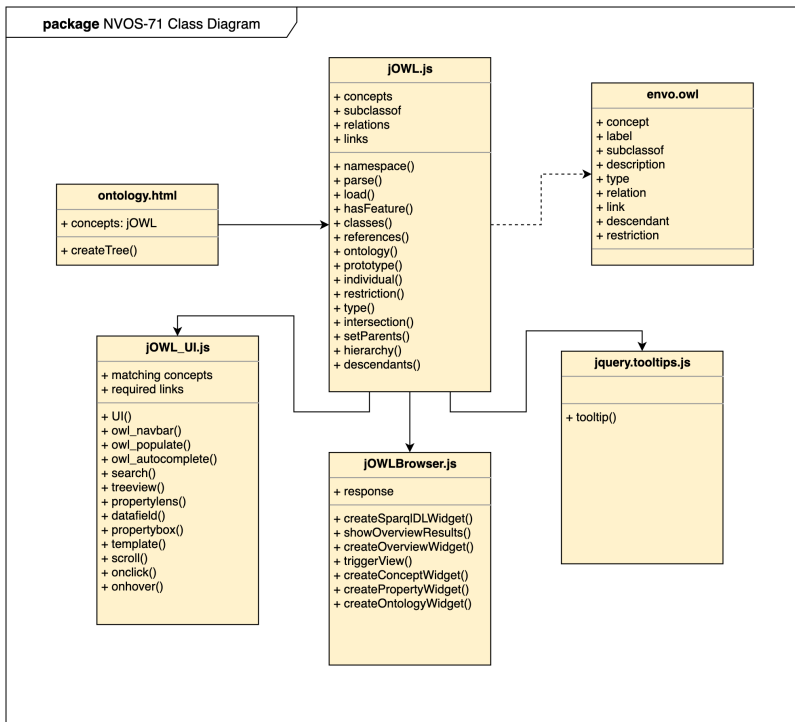 package NVOS-71 Class Diagram
jOWL.js
+ concepts
+ subclassof
+ relations
+ links
+ namespace()
+ parse()
+ load()
+ hasFeature()
+ classes()
+ references()
+ ontology()
+ prototype()
+ individual()
+ restriction()
+ type()
+ intersection()
+ setParents()
+ hierarchy()
+ descendants()
envo.owl
+ concept
+ label
+ subclassof
+ description
+ type
+ relation
+ link
+ descendant
+ restriction
ontology.html
+ concepts: jOWL
+ createTree()
jOWL_UI.js
+ matching concepts
+ required links
+ UI()
+ owl_navbar()
+ owl_populate()
+ owl_autocomplete()
+ search()
+ treeview()
+ propertylens()
+ datafield()
+ propertybox()
+ template()
+ scroll()
+ onclick()
+ onhover()
jOWLBrowser.js
+ response
+ createSparqlDLWidget()
+ showOverviewResults()
+ createOverviewWidget()
+ triggerView()
+ createConceptWidget()
+ createPropertyWidget()
+ createOntologyWidget()
jquery.tooltips.js
+ tooltip()